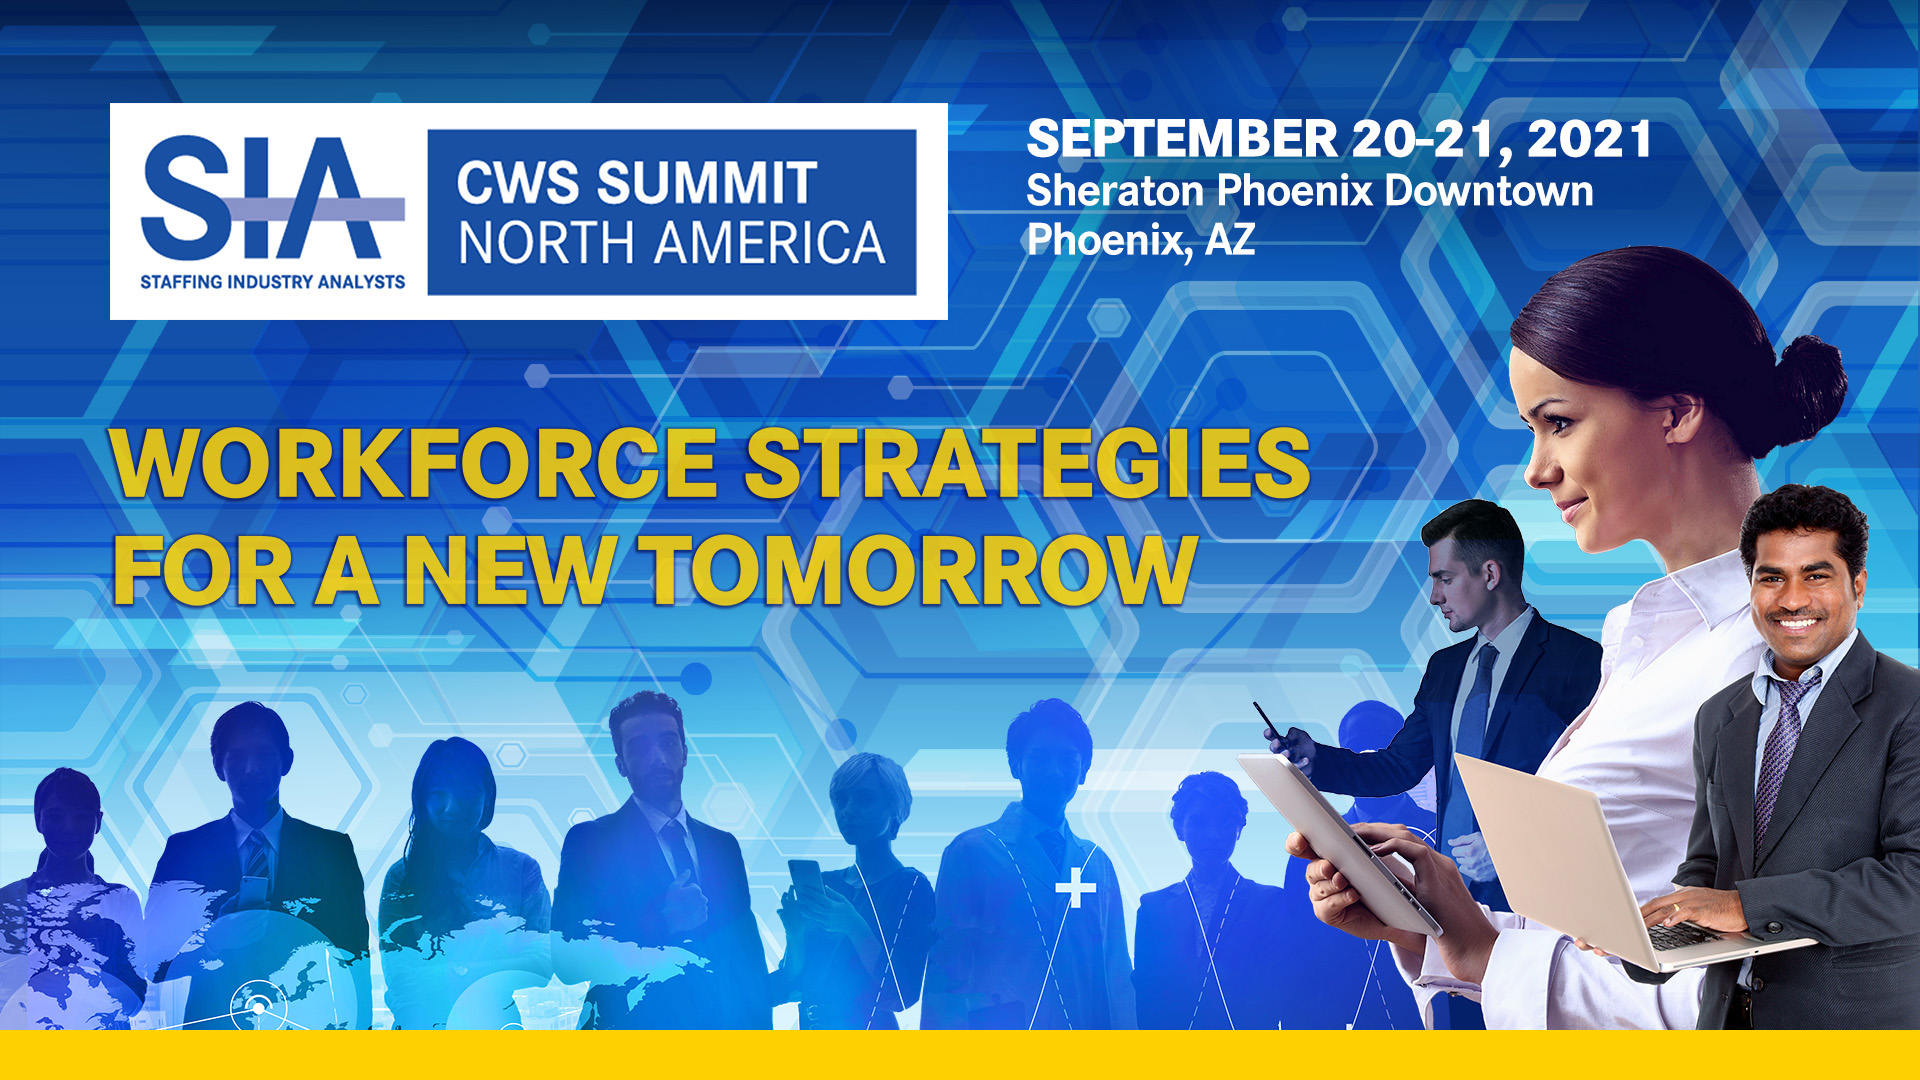 SIA
STAFFING INDUSTRY ANALYSTS
CWS SUMMIT
NORTH AMERICA
SEPTEMBER 20-21, 2021
Sheraton Phoenix Downtown
Phoenix, AZ
WORKFORCE STRATEGIES
FOR A NEW TOMORROW